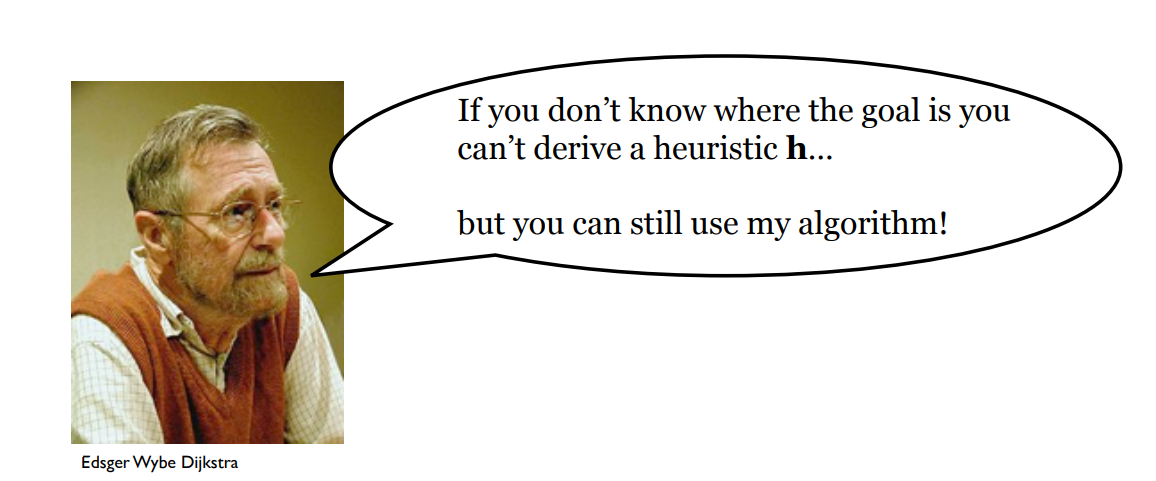 If you don’t know where the goal is you
can’t derive a heuristic h...
but you can still use my algorithm!
Edsger Wybe Dijkstra